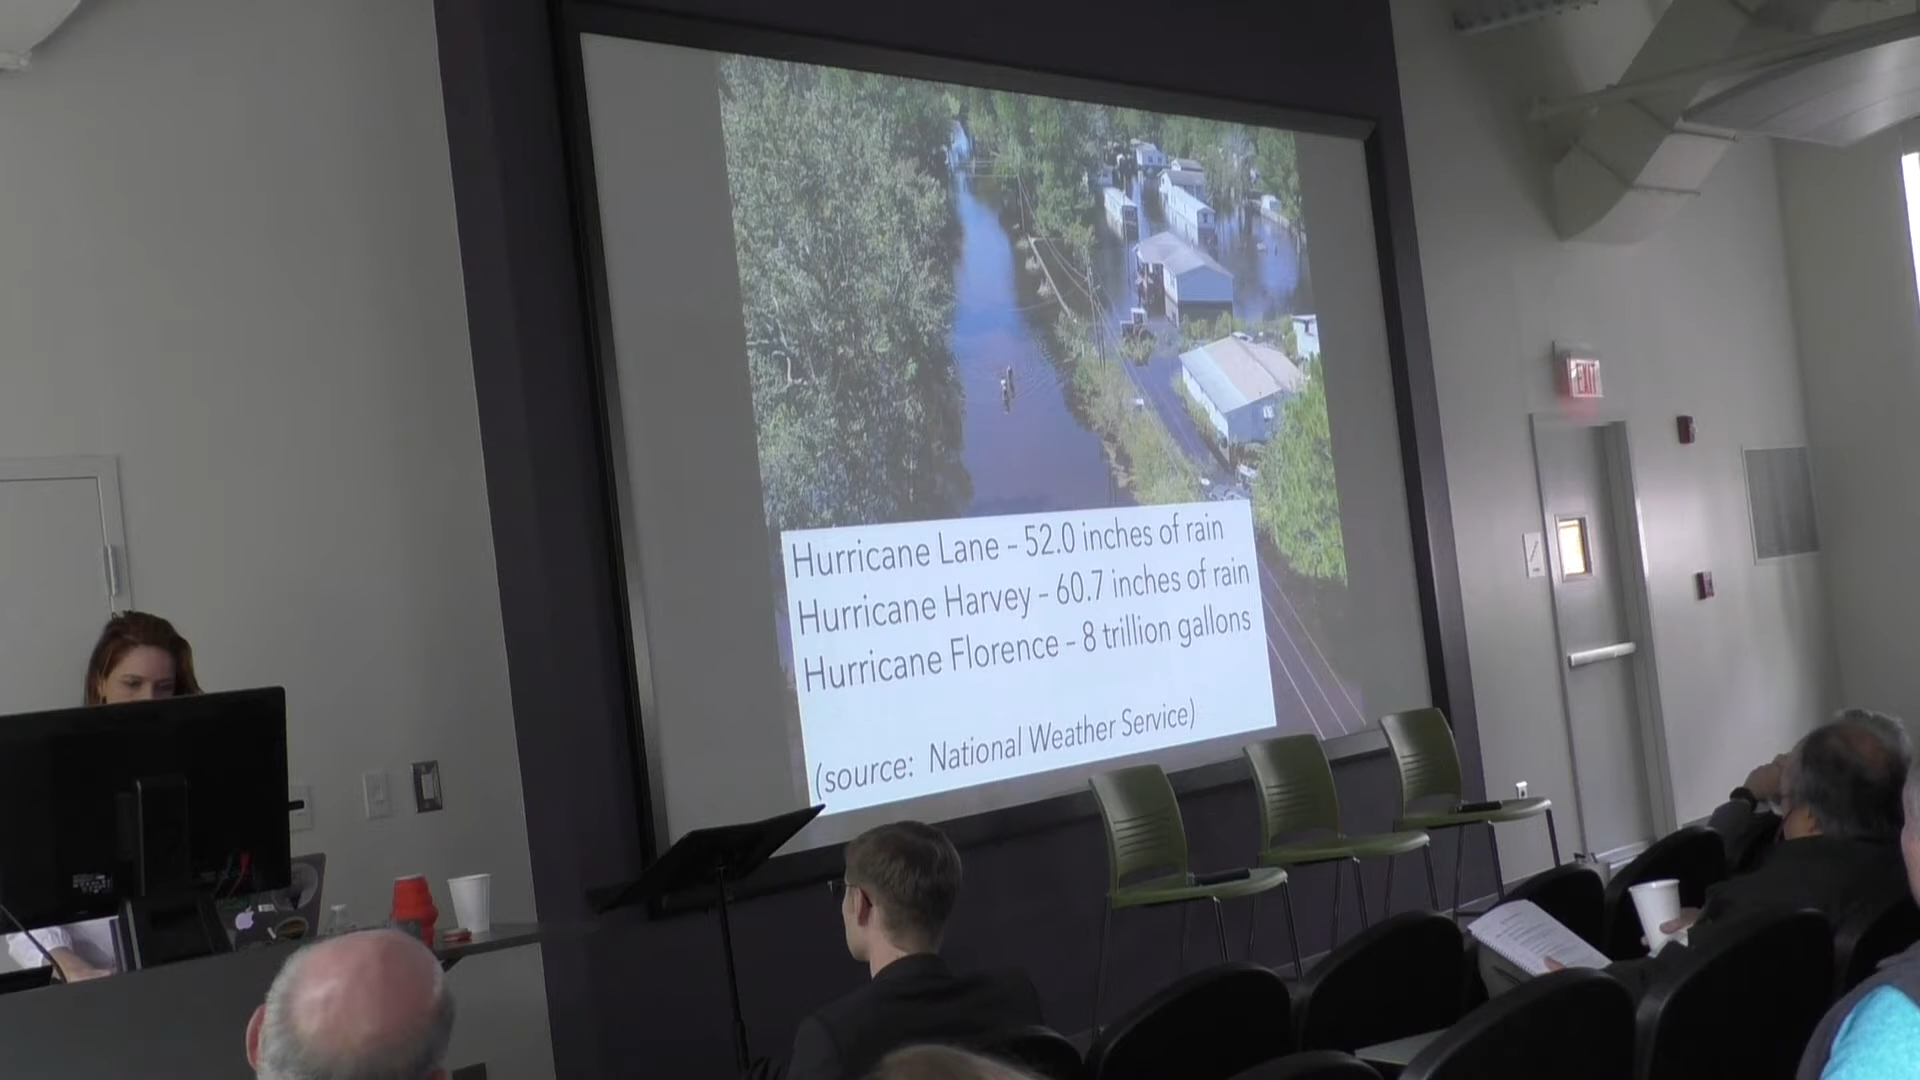 Hurricane Lane – 52.0 inches of rain
Hurricane Harvey – 60.7 inches of rain
Hurricane Florence – 8 trillion gallons
(source: National Weather Service)
EXIT